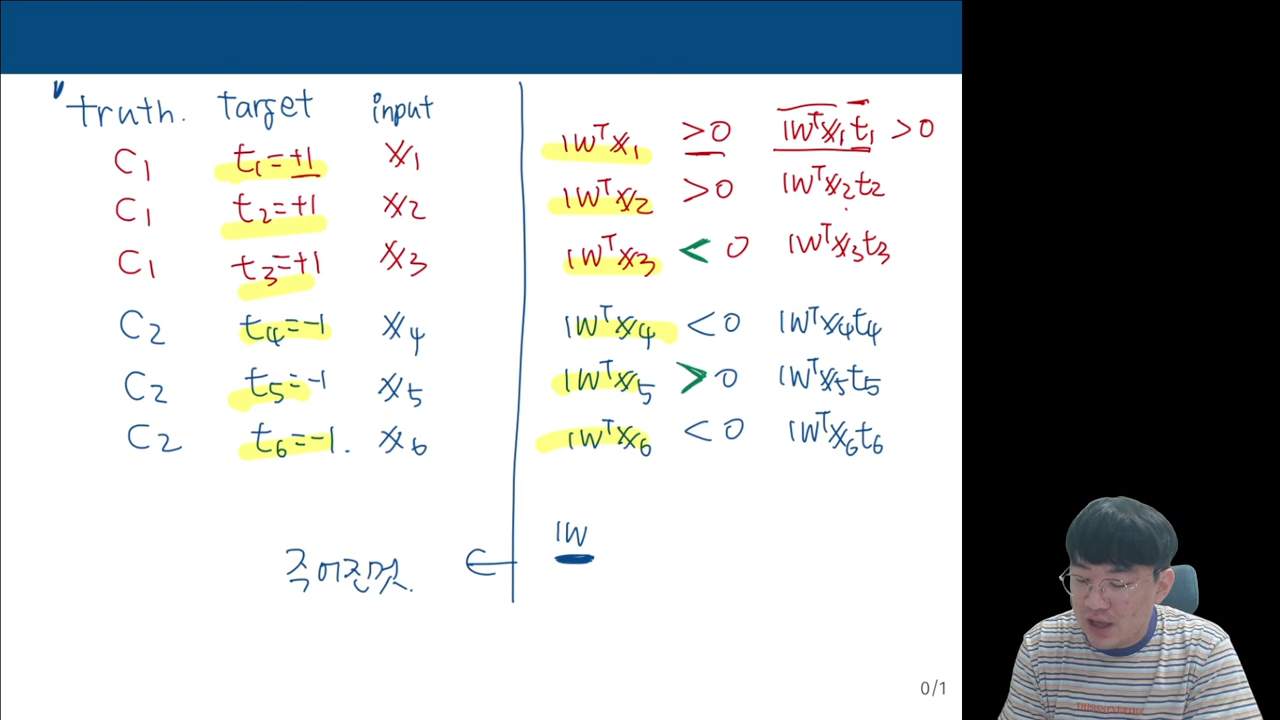 truth. target input
C1 t1=+1 x1 wᵀx1 >0 wᵀx1t1 >0
C1 t2=+1 x2 wᵀx2 >0 wᵀx2t2
C1 t3=+1 x3 wᵀx3 < 0 wᵀx3t3
C2 t4=-1 x4 wᵀx4 <0 wᵀx4t4
C2 t5=-1 x5 wᵀx5 > 0 wᵀx5t5
C2 t6=-1. x6 wᵀx6 <0 wᵀx6t6
w
주어진것.
0/1